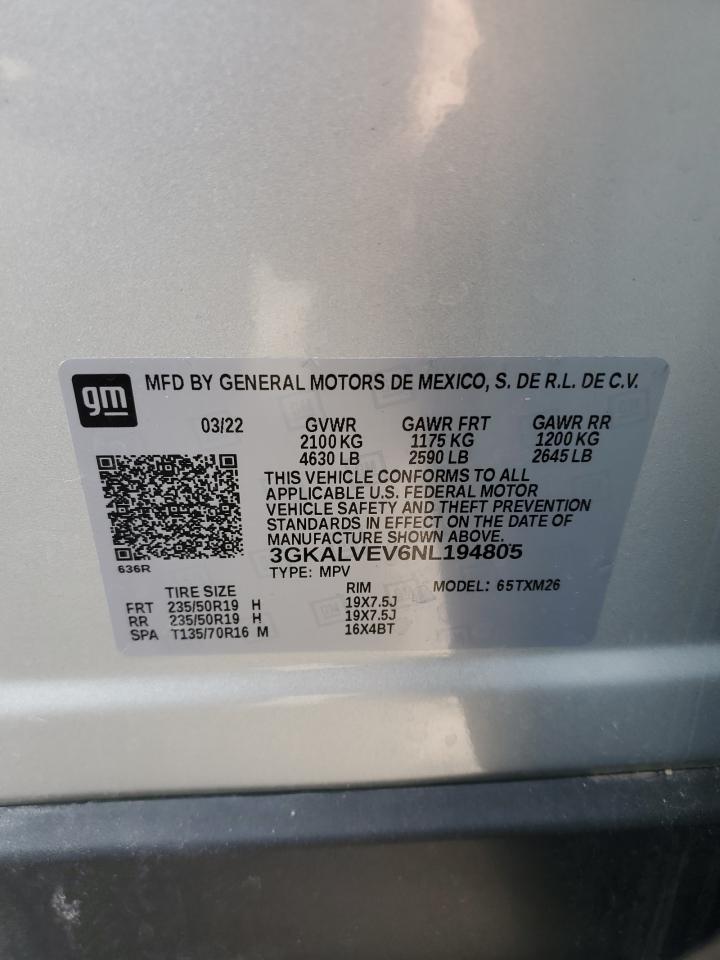 gm
MFD BY GENERAL MOTORS DE MEXICO, S. DE R.L. DE C.V.
03/22 GVWR GAWR FRT GAWR RR
2100 KG 1175 KG 1200 KG
4630 LB 2590 LB 2645 LB
THIS VEHICLE CONFORMS TO ALL
APPLICABLE U.S. FEDERAL MOTOR
VEHICLE SAFETY AND THEFT PREVENTION
STANDARDS IN EFFECT ON THE DATE OF
MANUFACTURE SHOWN ABOVE.
3GKALVEV6NL194805
636R
TYPE: MPV
TIRE SIZE RIM MODEL: 65TXM26
FRT 235/50R19 H 19X7.5J
RR 235/50R19 H 19X7.5J
SPA T135/70R16 M 16X4BT